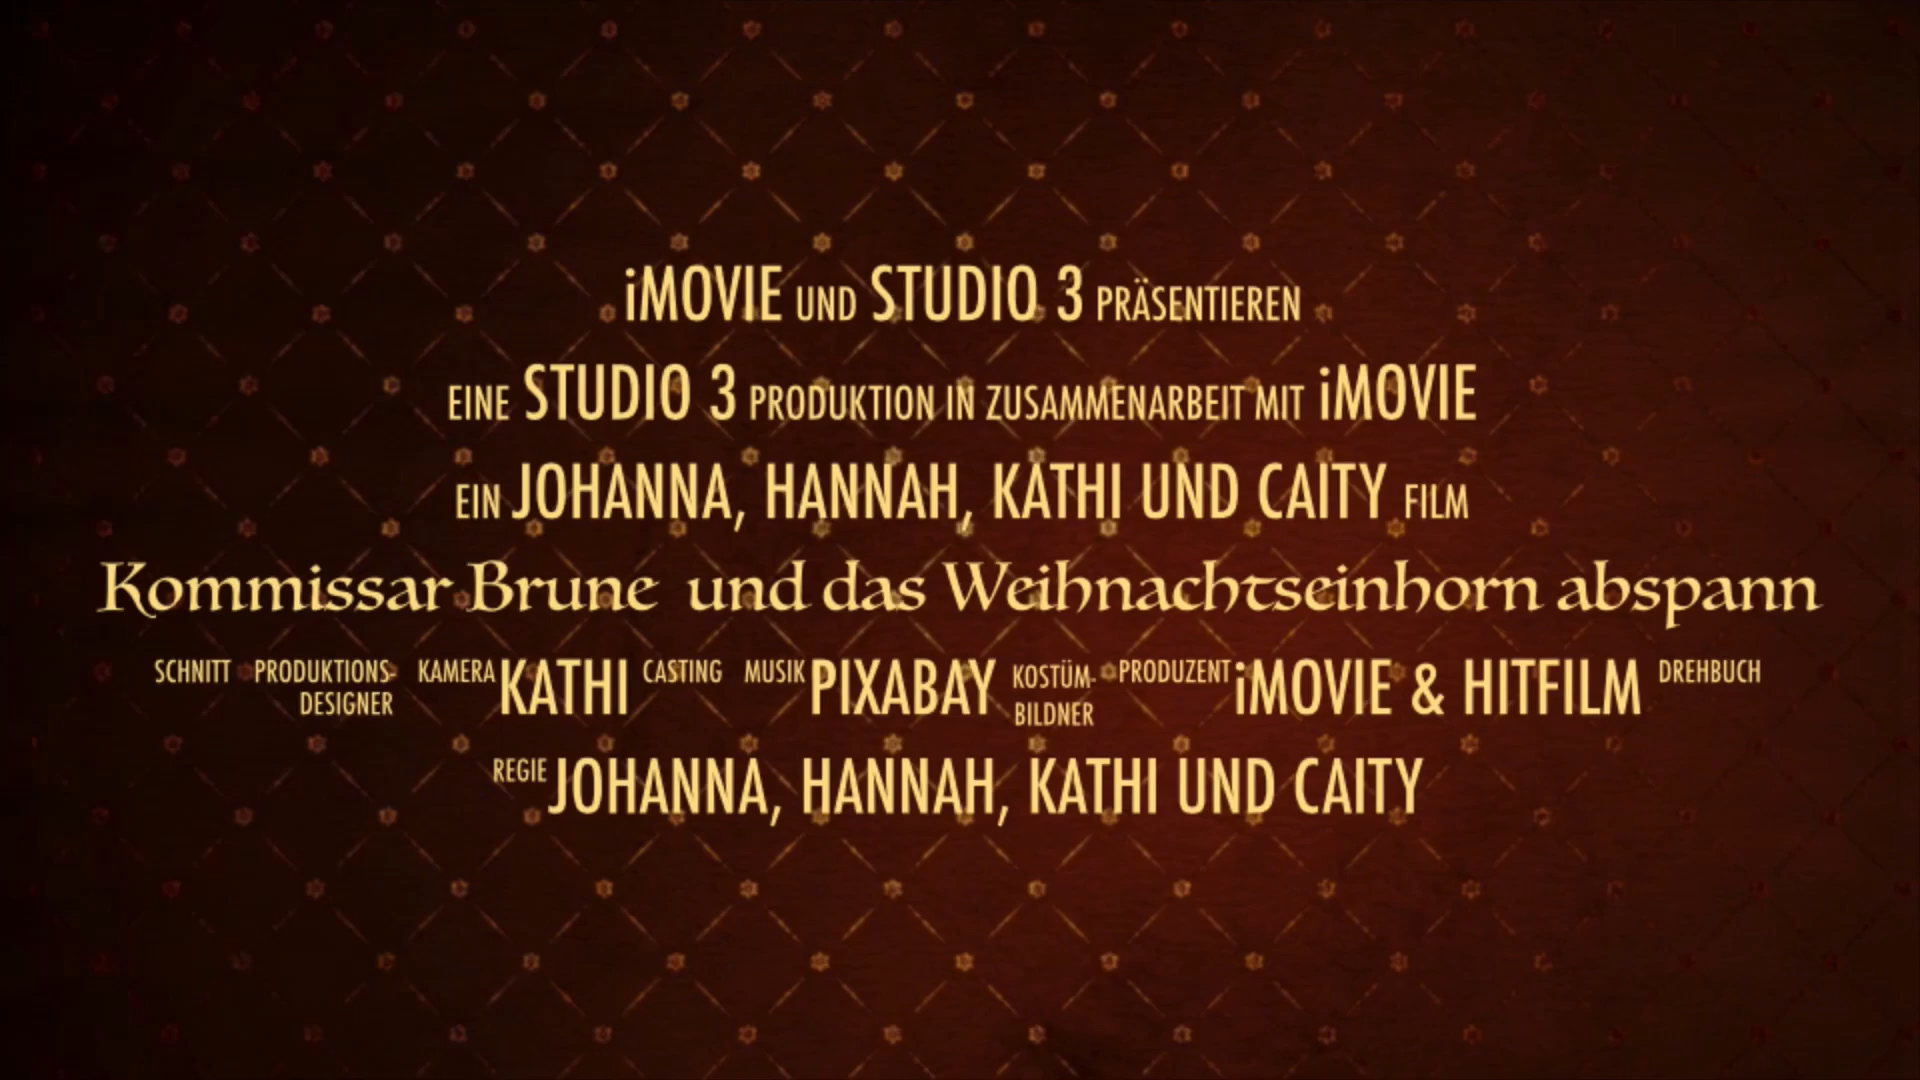 iMOVIE UND STUDIO 3 PRÄSENTIEREN
EINE STUDIO 3 PRODUKTION IN ZUSAMMENARBEIT MIT iMOVIE
EIN JOHANNA, HANNAH, KATHI UND CAITY FILM
Kommissar Brune und das Weihnachtseinhorn abspann
SCHNITT PRODUKTIONS-DESIGNER KAMERA KATHI CASTING MUSIK PIXABAY KOSTÜM-BILDNER PRODUZENT iMOVIE & HITFILM DREHBUCH
REGIE JOHANNA, HANNAH, KATHI UND CAITY